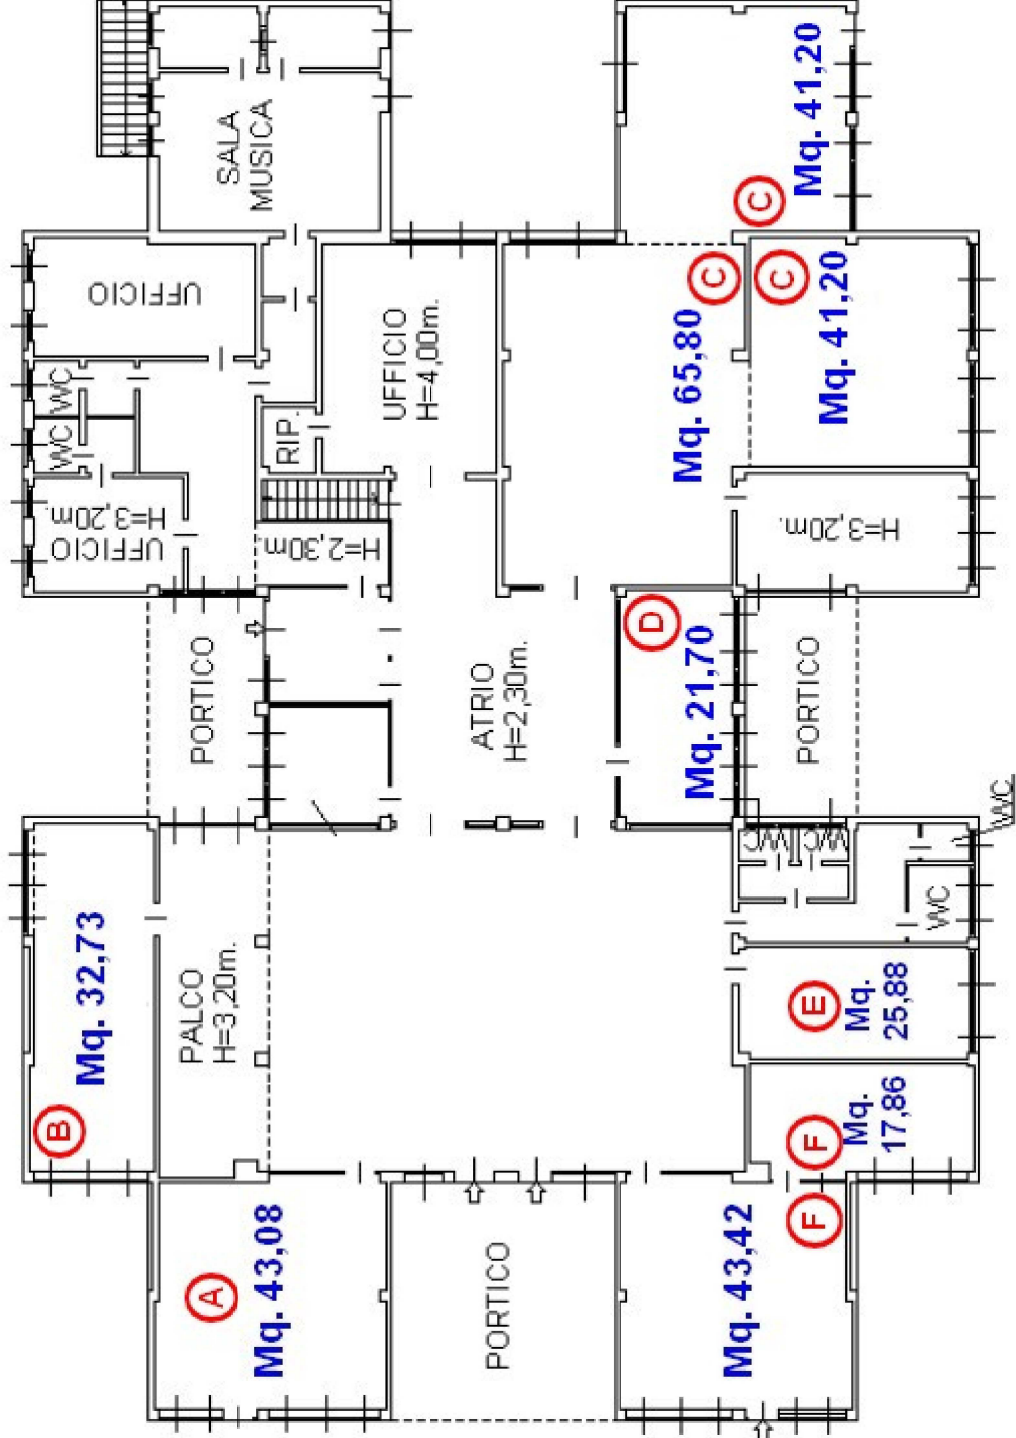 SALA
MUSICA
Mq. 41,20
C
UFFICIO
C
C
Mq. 41,20
Mq. 65,80
UFFICIO
H=4,00m.
WC
WC
RIP.
UFFICIO
H=3,20m.
H=2,30m.
H=3,20m.
PORTICO
D
Mq. 21,70
ATRIO
H=2,30m.
PORTICO
WC
WC
WC
WC
Mq. 32,73
B
PALCO
H=3,20m.
E
Mq.
25,88
F
Mq.
17,86
F
A
Mq. 43,08
PORTICO
Mq. 43,42